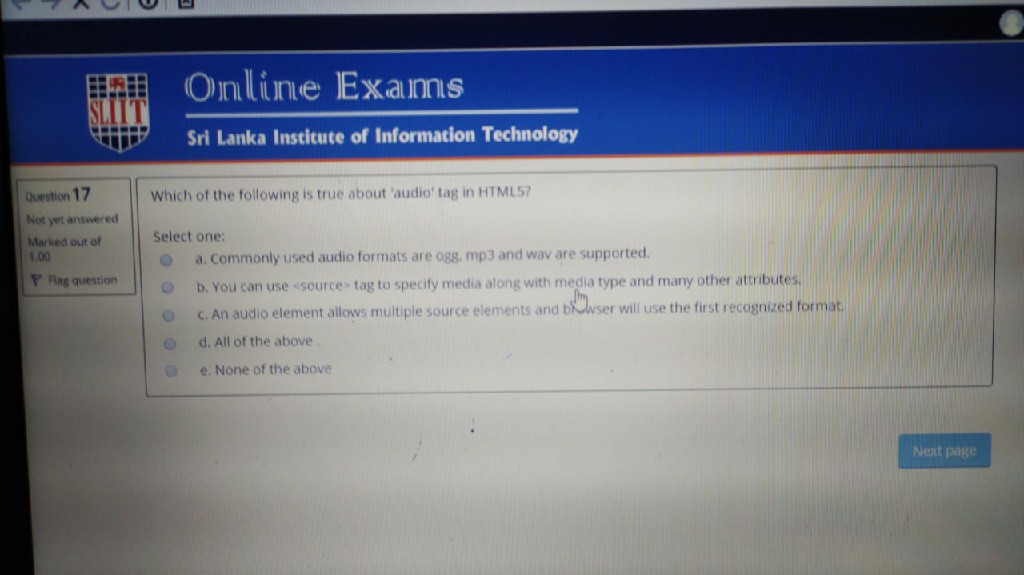 SLIIT
Online Exams
Sri Lanka Institute of Information Technology
Question 17
Not yet answered
Marked out of
1.00
Flag question
Which of the following is true about 'audio' tag in HTML5?
Select one:
a. Commonly used audio formats are ogg, mp3 and wav are supported.
b. You can use <source> tag to specify media along with media type and many other attributes.
c. An audio element allows multiple source elements and browser will use the first recognized format.
d. All of the above
e. None of the above
Next page